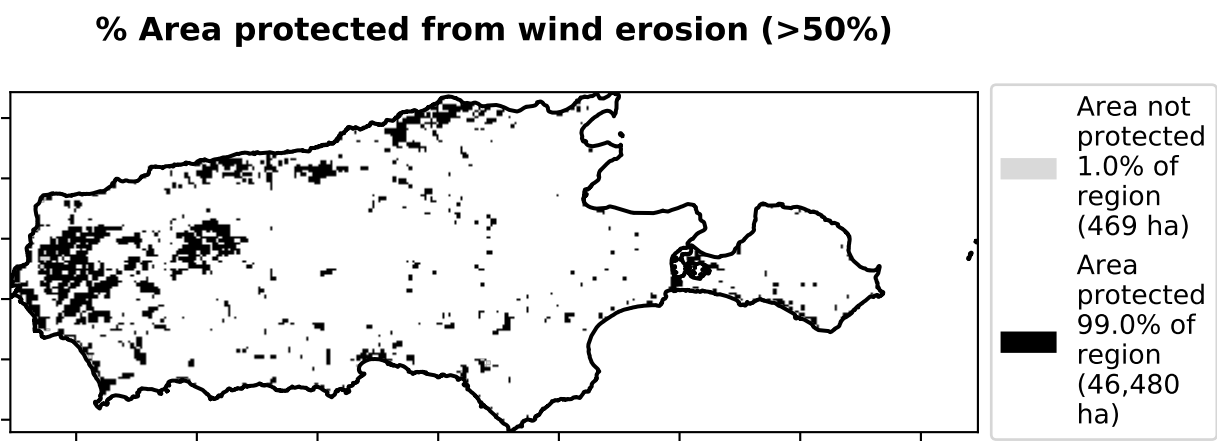 % Area protected from wind erosion (>50%)
Area not
protected
1.0% of
region
(469 ha)
Area
protected
99.0% of
region
(46,480
ha)